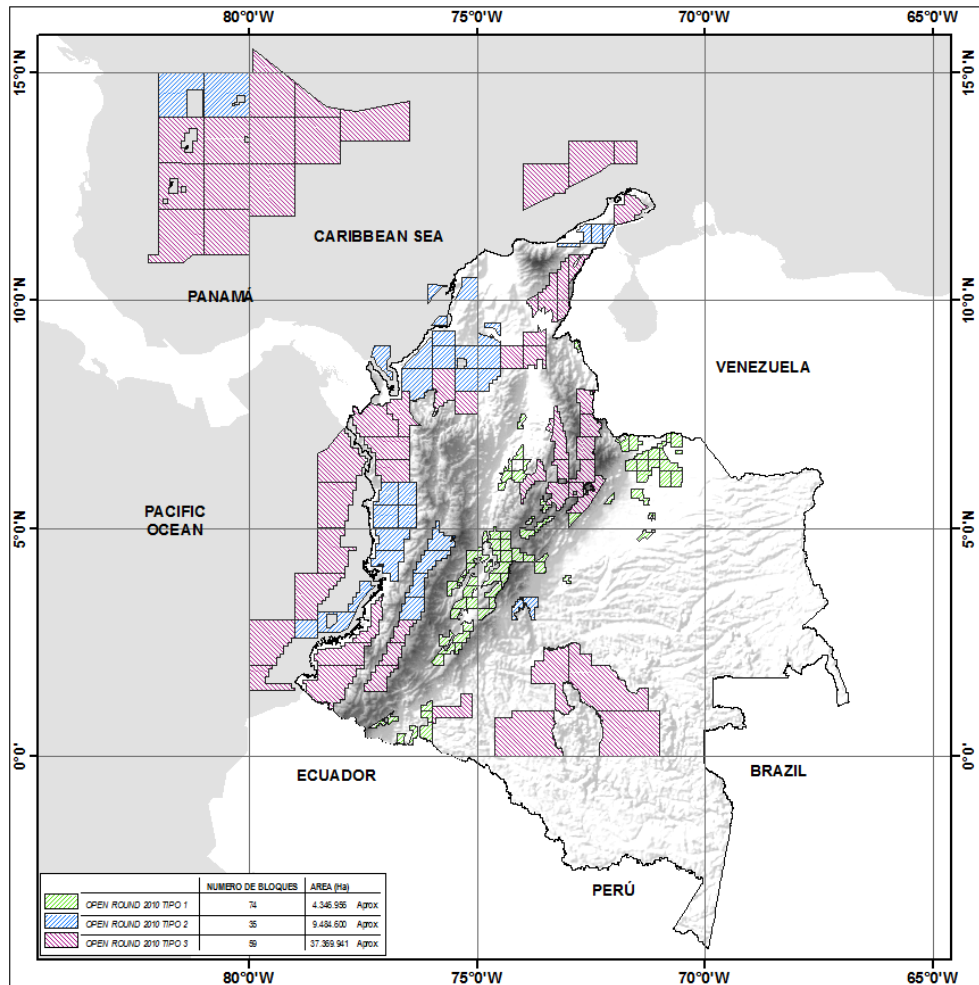 80°0'W 75°0'W 70°0'W 65°0'W
15°0'N 15°0'N
CARIBBEAN SEA
PANAMÁ
10°0'N 10°0'N
VENEZUELA
PACIFIC
OCEAN
5°0'N 5°0'N
0°0' 0°0'
ECUADOR
BRAZIL
PERÚ
NUMERO DE BLOQUES AREA (Ha)
OPEN ROUND 2010 TIPO 1 74 4.346.956 Aprox
OPEN ROUND 2010 TIPO 2 35 9.484.600 Aprox
OPEN ROUND 2010 TIPO 3 59 37.369.941 Aprox
80°0'W 75°0'W 70°0'W 65°0'W